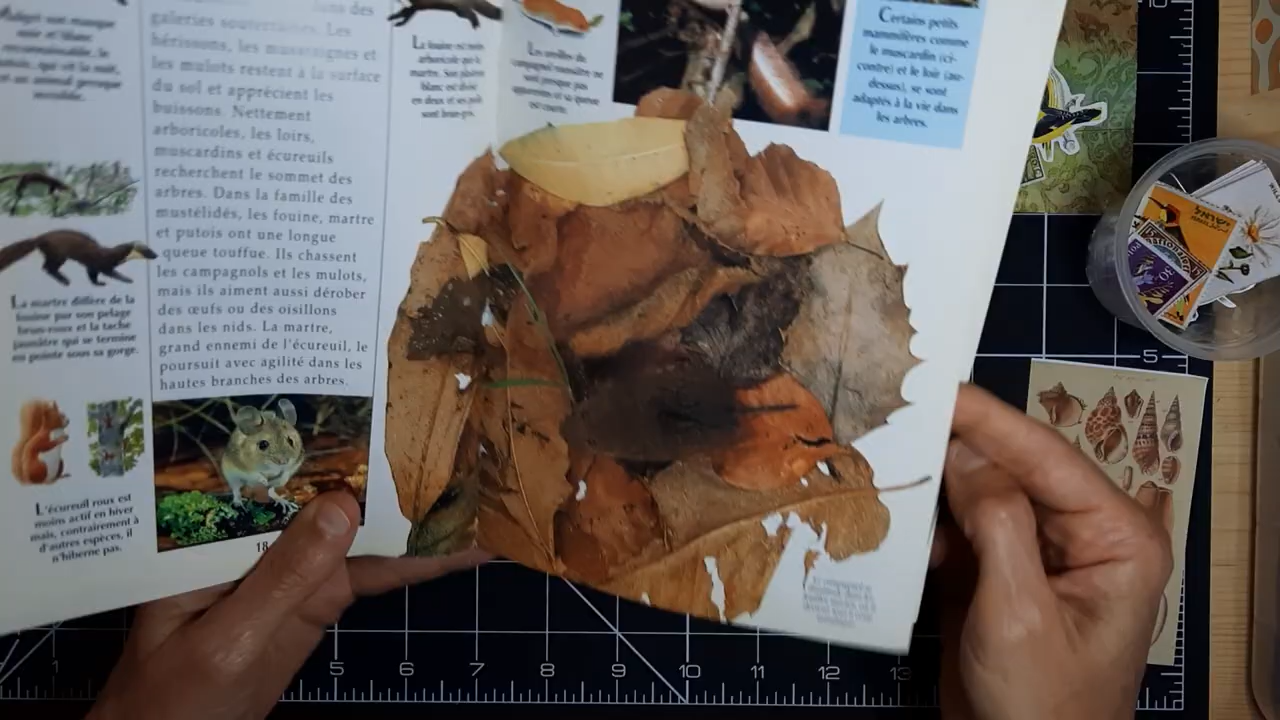 galeries souterraines. Les
hérissons, les musaraignes et
les mulots restent à la surface
du sol et apprécient les
buissons. Nettement
arboricoles, les loirs,
muscardins et écureuils
recherchent le sommet des
arbres. Dans la famille des
mustélidés, les fouine, martre
et putois ont une longue
queue touffue. Ils chassent
les campagnols et les mulots,
mais ils aiment aussi dérober
des œufs ou des oisillons
dans les nids. La martre,
grand ennemi de l'écureuil, le
poursuit avec agilité dans les
hautes branches des arbres.
La martre diffère de la
fouine par son pelage
brun-roux et la tache
jaunâtre qui se termine
en pointe sous sa gorge.
L'écureuil roux est
moins actif en hiver
mais, contrairement à
d'autres espèces, il
n'hiberne pas.
18
La fouine est moins
arboricole que la
martre. Son plastron
blanc est divisé
en deux et ses poils
sont brun-gris.
Les oreilles du
campagnol roussâtre ne
sont presque pas
apparentes et sa queue
est courte.
Certains petits
mammifères comme
le muscardin (ci-
contre) et le loir (au-
dessus), se sont
adaptés à la vie dans
les arbres.
10
5
1
5
6
7
8
9
10
11
12
13